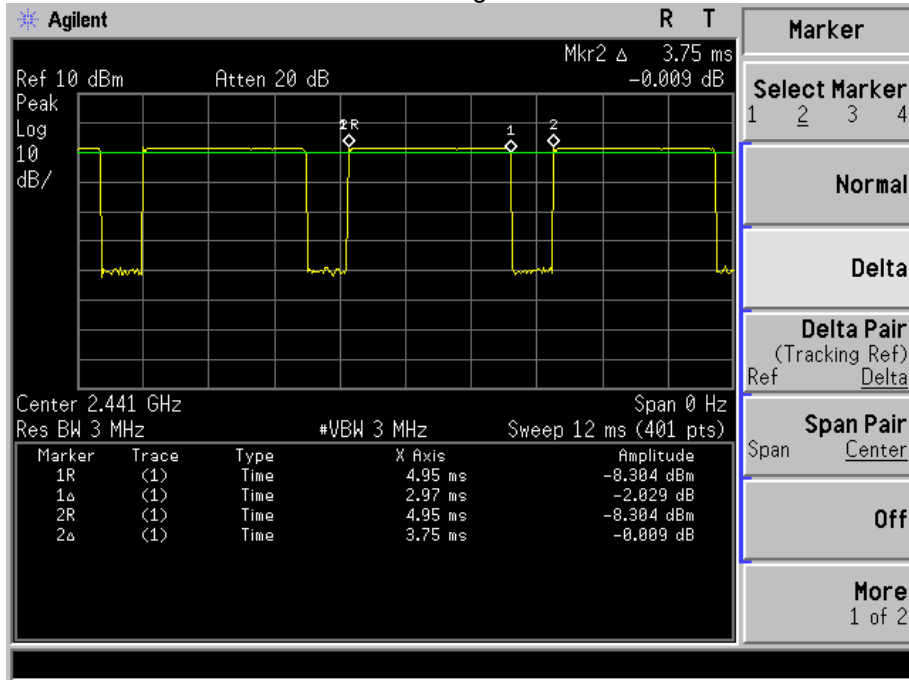 Agilent R T
Mkr2 Δ 3.75 ms
Ref 10 dBm Atten 20 dB -0.009 dB
Peak
Log
10
dB/
2R 1 2
Center 2.441 GHz Span 0 Hz
Res BW 3 MHz #VBW 3 MHz Sweep 12 ms (401 pts)
Marker Trace Type X Axis Amplitude
1R (1) Time 4.95 ms -8.304 dBm
1Δ (1) Time 2.97 ms -2.029 dB
2R (1) Time 4.95 ms -8.304 dBm
2Δ (1) Time 3.75 ms -0.009 dB
Marker
Select Marker
1 2 3 4
Normal
Delta
Delta Pair
(Tracking Ref)
Ref Delta
Span Pair
Span Center
Off
More
1 of 2